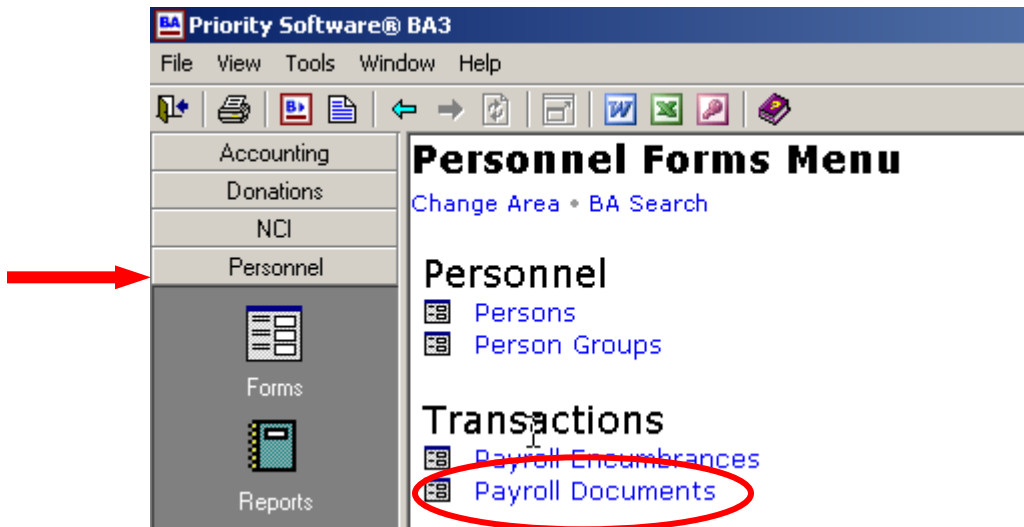 BA Priority Software® BA3
File View Tools Window Help
B W X
Accounting
Donations
NCI
Personnel
Forms
Reports
Personnel Forms Menu
Change Area • BA Search
Personnel
Persons
Person Groups
Transactions
Payroll Encumbrances
Payroll Documents